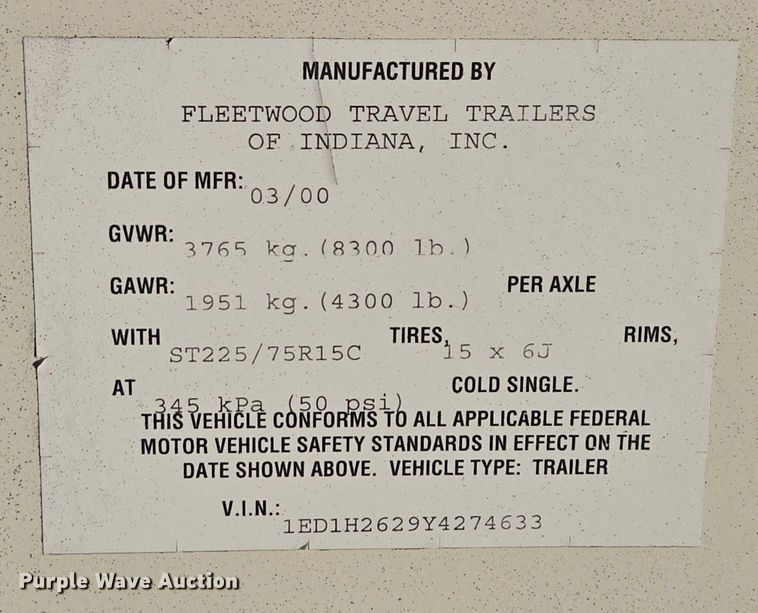 MANUFACTURED BY
FLEETWOOD TRAVEL TRAILERS
OF INDIANA, INC.
DATE OF MFR: 03/00
GVWR: 3765 kg.(8300 lb.)
GAWR: 1951 kg.(4300 lb.) PER AXLE
WITH ST225/75R15C TIRES, 15 x 6J RIMS,
AT 345 kPa (50 psi) COLD SINGLE.
THIS VEHICLE CONFORMS TO ALL APPLICABLE FEDERAL
MOTOR VEHICLE SAFETY STANDARDS IN EFFECT ON THE
DATE SHOWN ABOVE. VEHICLE TYPE: TRAILER
V.I.N.: 1ED1H2629Y4274633
Purple Wave Auction